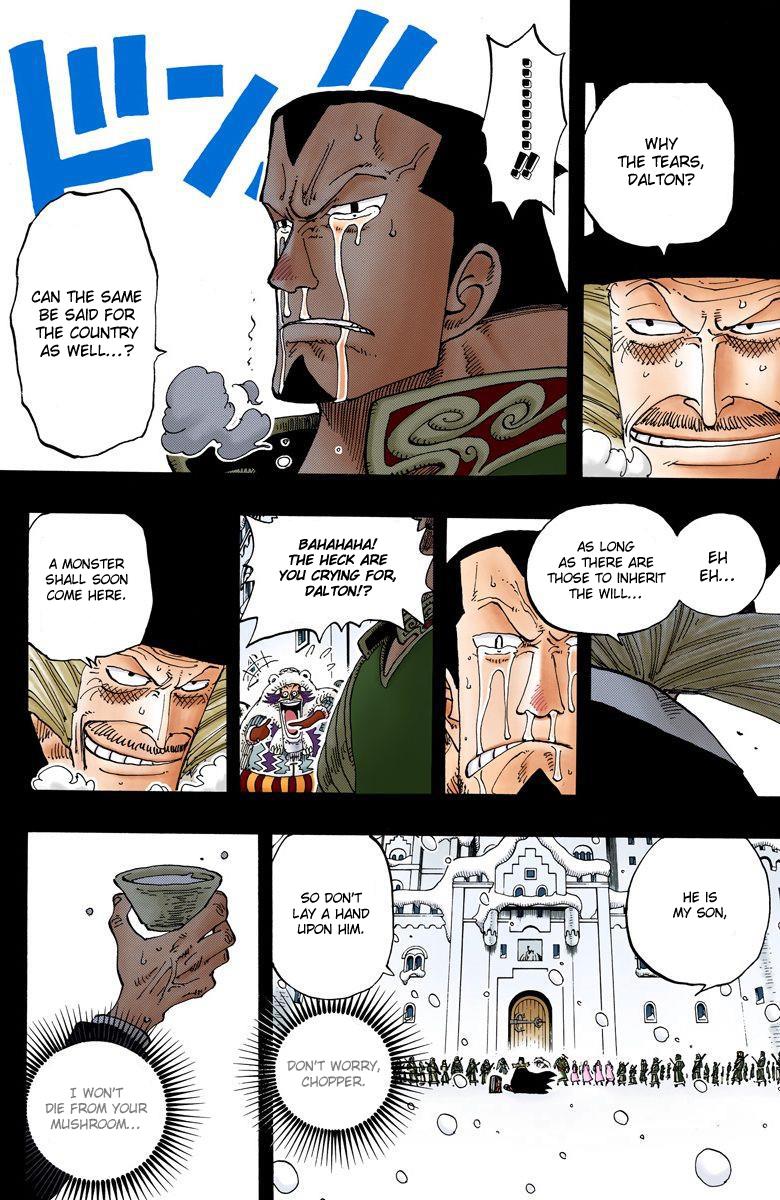 WHY
THE TEARS,
DALTON?
............!!
ドン!!
CAN THE SAME
BE SAID FOR
THE COUNTRY
AS WELL...?
EH
EH...
AS LONG
AS THERE ARE
THOSE TO INHERIT
THE WILL...
BAHAHAHA!
THE HECK ARE
YOU CRYING FOR,
DALTON!?
A MONSTER
SHALL SOON
COME HERE.
HE IS
MY SON,
SO DON'T
LAY A HAND
UPON HIM.
DON'T WORRY,
CHOPPER.
I WON'T
DIE FROM YOUR
MUSHROOM...